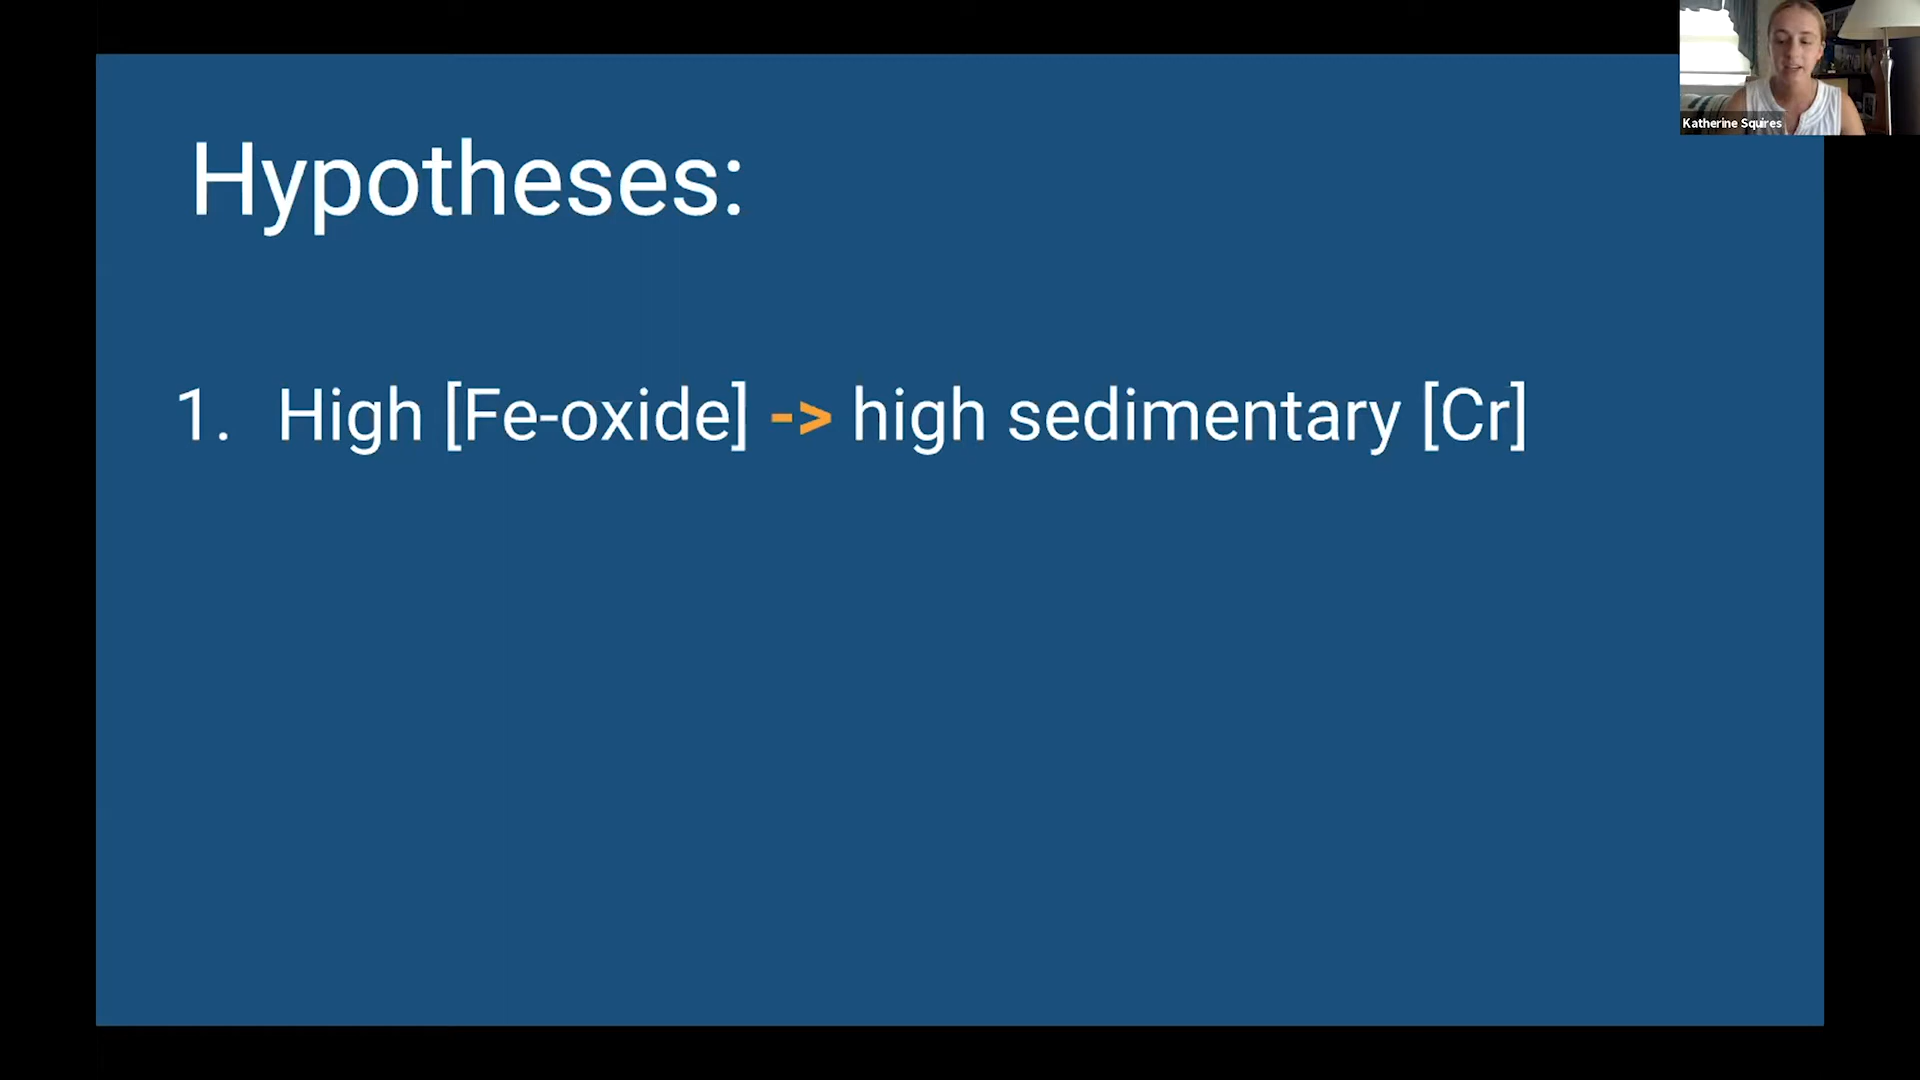 Katherine Squires
Hypotheses:
1. High [Fe-oxide] -> high sedimentary [Cr]